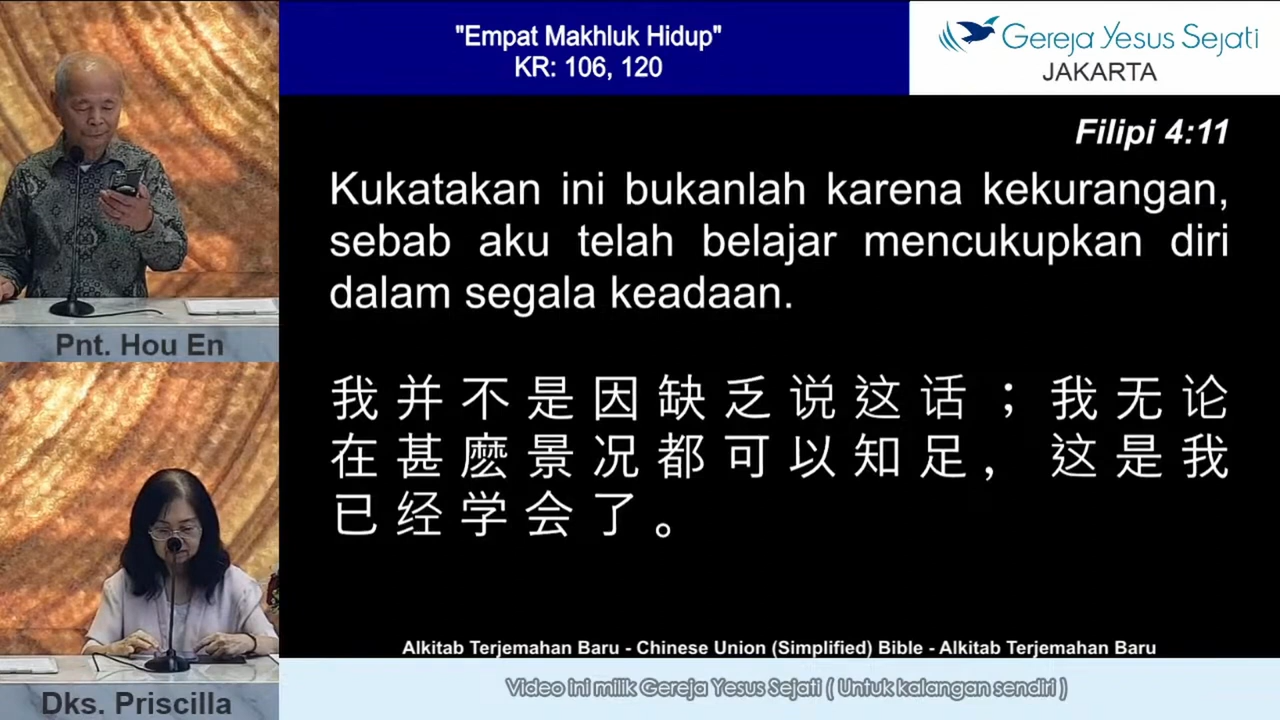 "Empat Makhluk Hidup"
KR: 106, 120
Gereja Yesus Sejati
JAKARTA
Filipi 4:11
Kukatakan ini bukanlah karena kekurangan,
sebab aku telah belajar mencukupkan diri
dalam segala keadaan.
我并不是因缺乏说这话；我无论
在甚麽景况都可以知足，这是我
已经学会了。
Alkitab Terjemahan Baru - Chinese Union (Simplified) Bible - Alkitab Terjemahan Baru
Video ini milik Gereja Yesus Sejati ( Untuk kalangan sendiri )
Pnt. Hou En
Dks. Priscilla